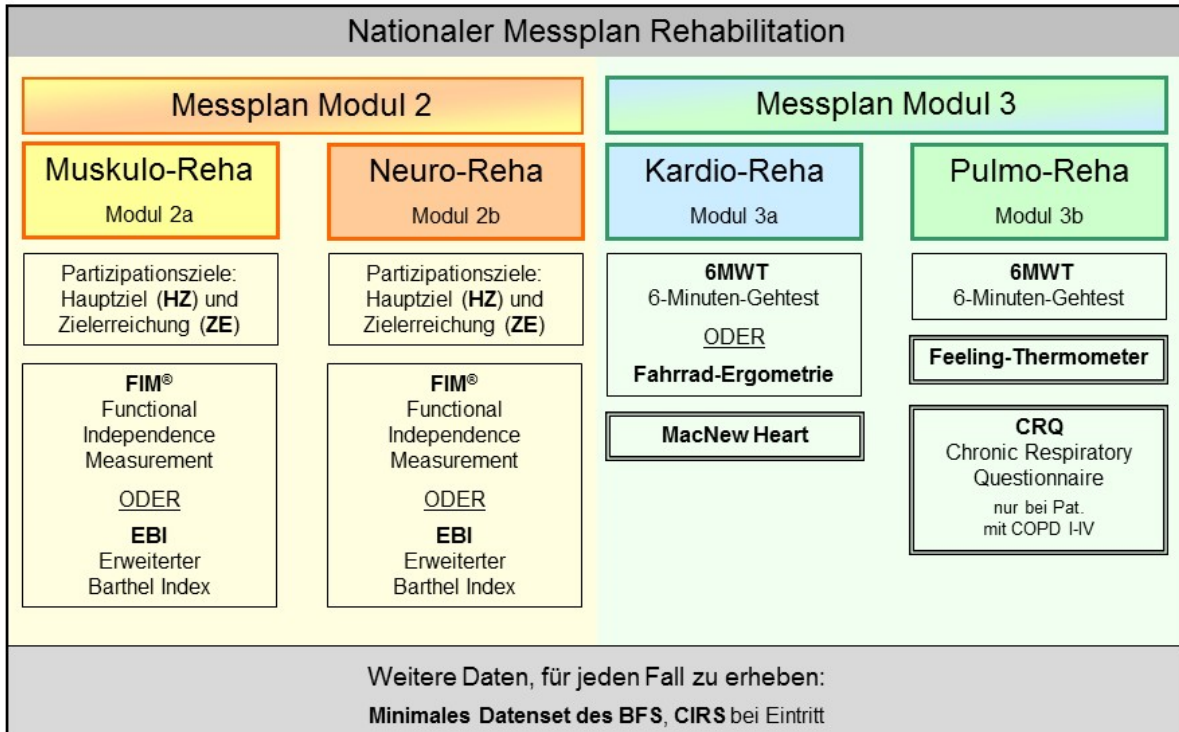 Nationaler Messplan Rehabilitation
Messplan Modul 2
Muskulo-Reha
Modul 2a
Partizipationsziele:
Hauptziel (HZ) und
Zielerreichung (ZE)
FIM®
Functional
Independence
Measurement
ODER
EBI
Erweiterter
Barthel Index
Neuro-Reha
Modul 2b
Partizipationsziele:
Hauptziel (HZ) und
Zielerreichung (ZE)
FIM®
Functional
Independence
Measurement
ODER
EBI
Erweiterter
Barthel Index
Messplan Modul 3
Kardio-Reha
Modul 3a
6MWT
6-Minuten-Gehtest
ODER
Fahrrad-Ergometrie
MacNew Heart
Pulmo-Reha
Modul 3b
6MWT
6-Minuten-Gehtest
Feeling-Thermometer
CRQ
Chronic Respiratory
Questionnaire
nur bei Pat.
mit COPD I-IV
Weitere Daten, für jeden Fall zu erheben:
Minimales Datenset des BFS, CIRS bei Eintritt